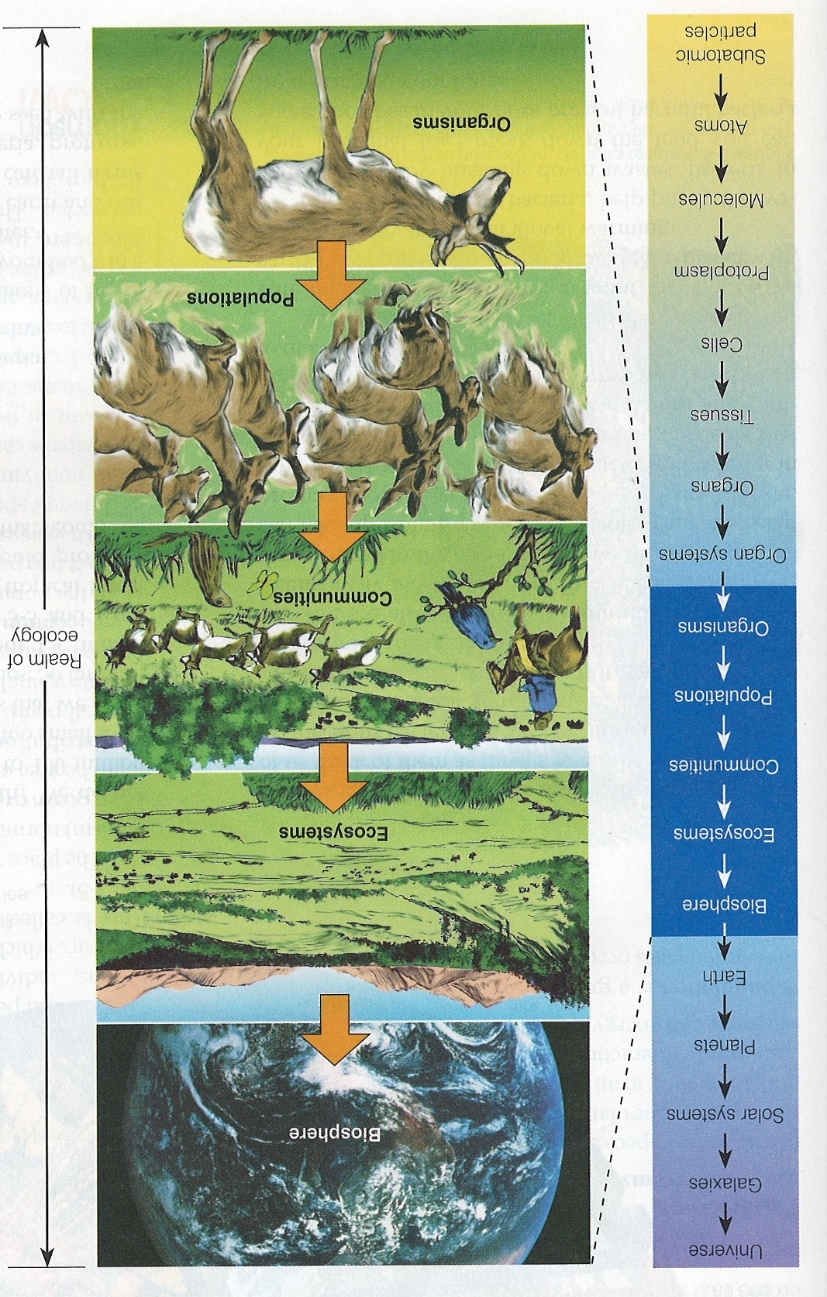 Universe
Galaxies
Solar systems
Planets
Earth
Biosphere
Ecosystems
Communities
Populations
Organisms
Organ systems
Organs
Tissues
Cells
Protoplasm
Molecules
Atoms
Subatomic
particles
Biosphere
Ecosystems
Communities
Populations
Organisms
Realm of
ecology